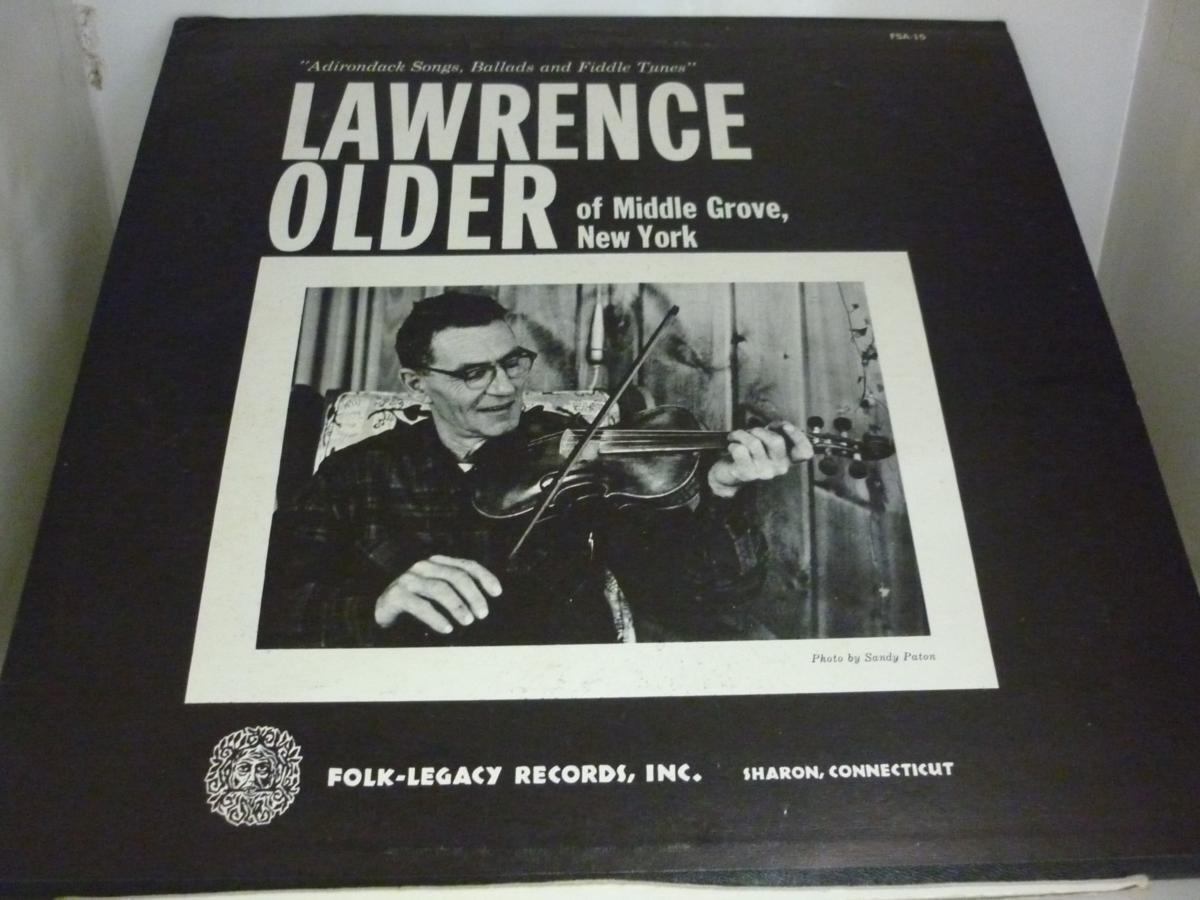 FSA-15
"Adirondack Songs, Ballads and Fiddle Tunes"
LAWRENCE
OLDER
of Middle Grove,
New York
Photo by Sandy Paton
FOLK-LEGACY RECORDS, INC. SHARON, CONNECTICUT